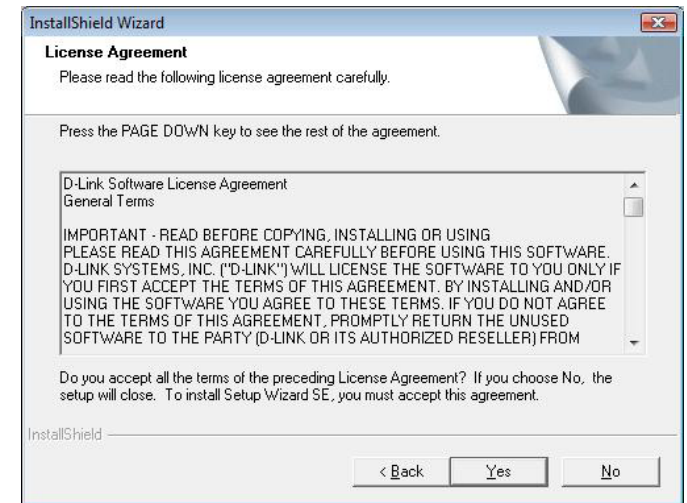 InstallShield Wizard
License Agreement
Please read the following license agreement carefully.
Press the PAGE DOWN key to see the rest of the agreement.
D-Link Software License Agreement
General Terms
IMPORTANT - READ BEFORE COPYING, INSTALLING OR USING
PLEASE READ THIS AGREEMENT CAREFULLY BEFORE USING THIS SOFTWARE.
D-LINK SYSTEMS, INC. ("D-LINK") WILL LICENSE THE SOFTWARE TO YOU ONLY IF
YOU FIRST ACCEPT THE TERMS OF THIS AGREEMENT. BY INSTALLING AND/OR
USING THE SOFTWARE YOU AGREE TO THESE TERMS. IF YOU DO NOT AGREE
TO THE TERMS OF THIS AGREEMENT, PROMPTLY RETURN THE UNUSED
SOFTWARE TO THE PARTY (D-LINK OR ITS AUTHORIZED RESELLER) FROM
Do you accept all the terms of the preceding License Agreement? If you choose No, the
setup will close. To install Setup Wizard SE, you must accept this agreement.
InstallShield
< Back Yes No